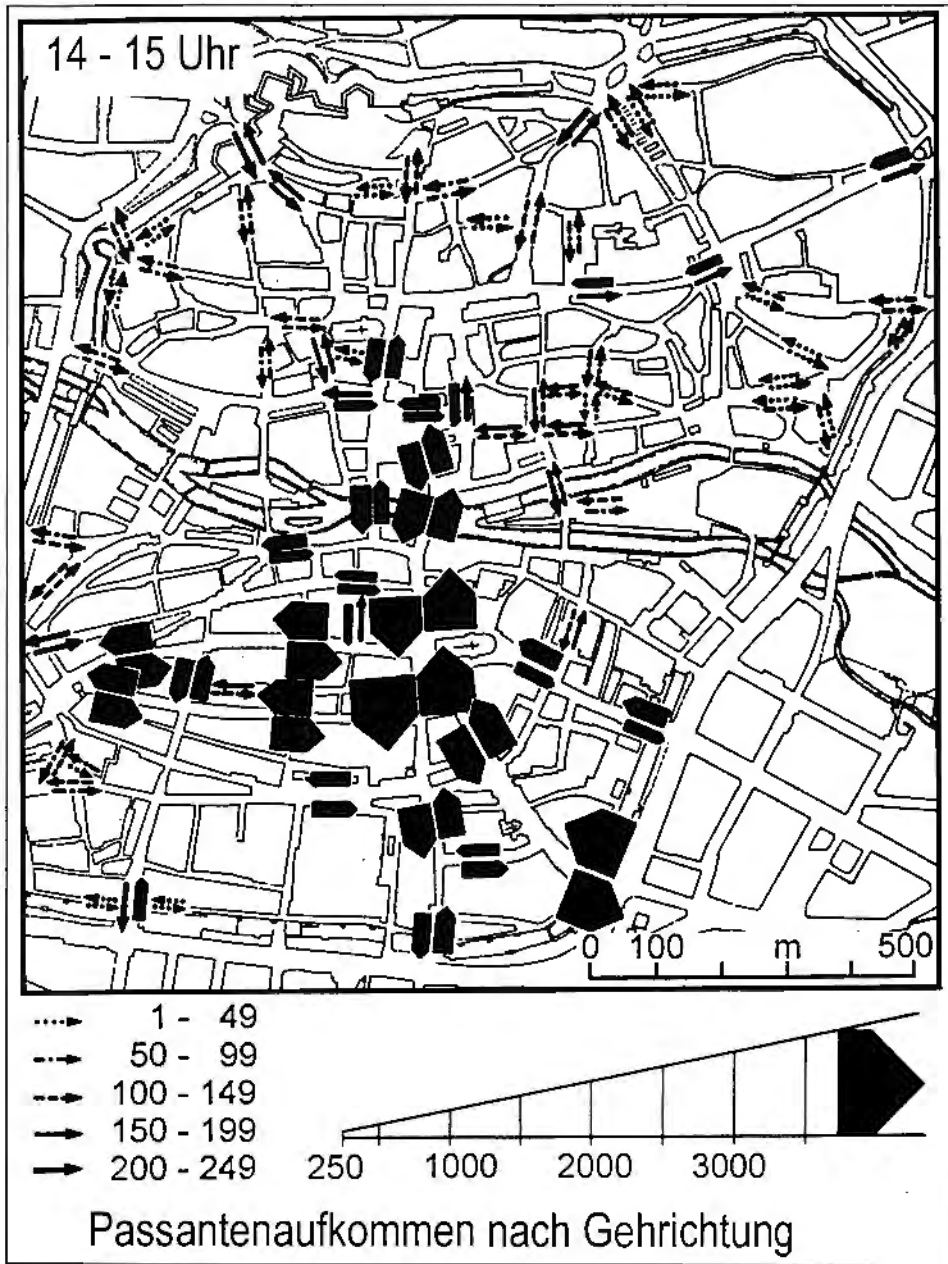 14 - 15 Uhr
0 100 m 500
1 - 49
50 - 99
100 - 149
150 - 199
200 - 249
250 1000 2000 3000
Passantenaufkommen nach Gehrichtung